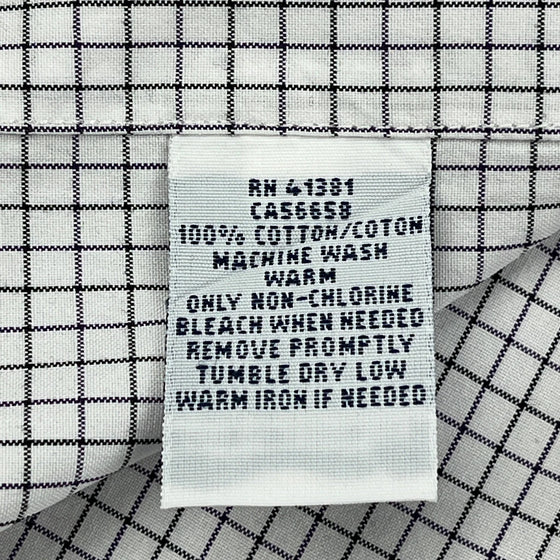 RN 41381
CA56658
100% COTTON/COTON
MACHINE WASH
WARM
ONLY NON-CHLORINE
BLEACH WHEN NEEDED
REMOVE PROMPTLY
TUMBLE DRY LOW
WARM IRON IF NEEDED